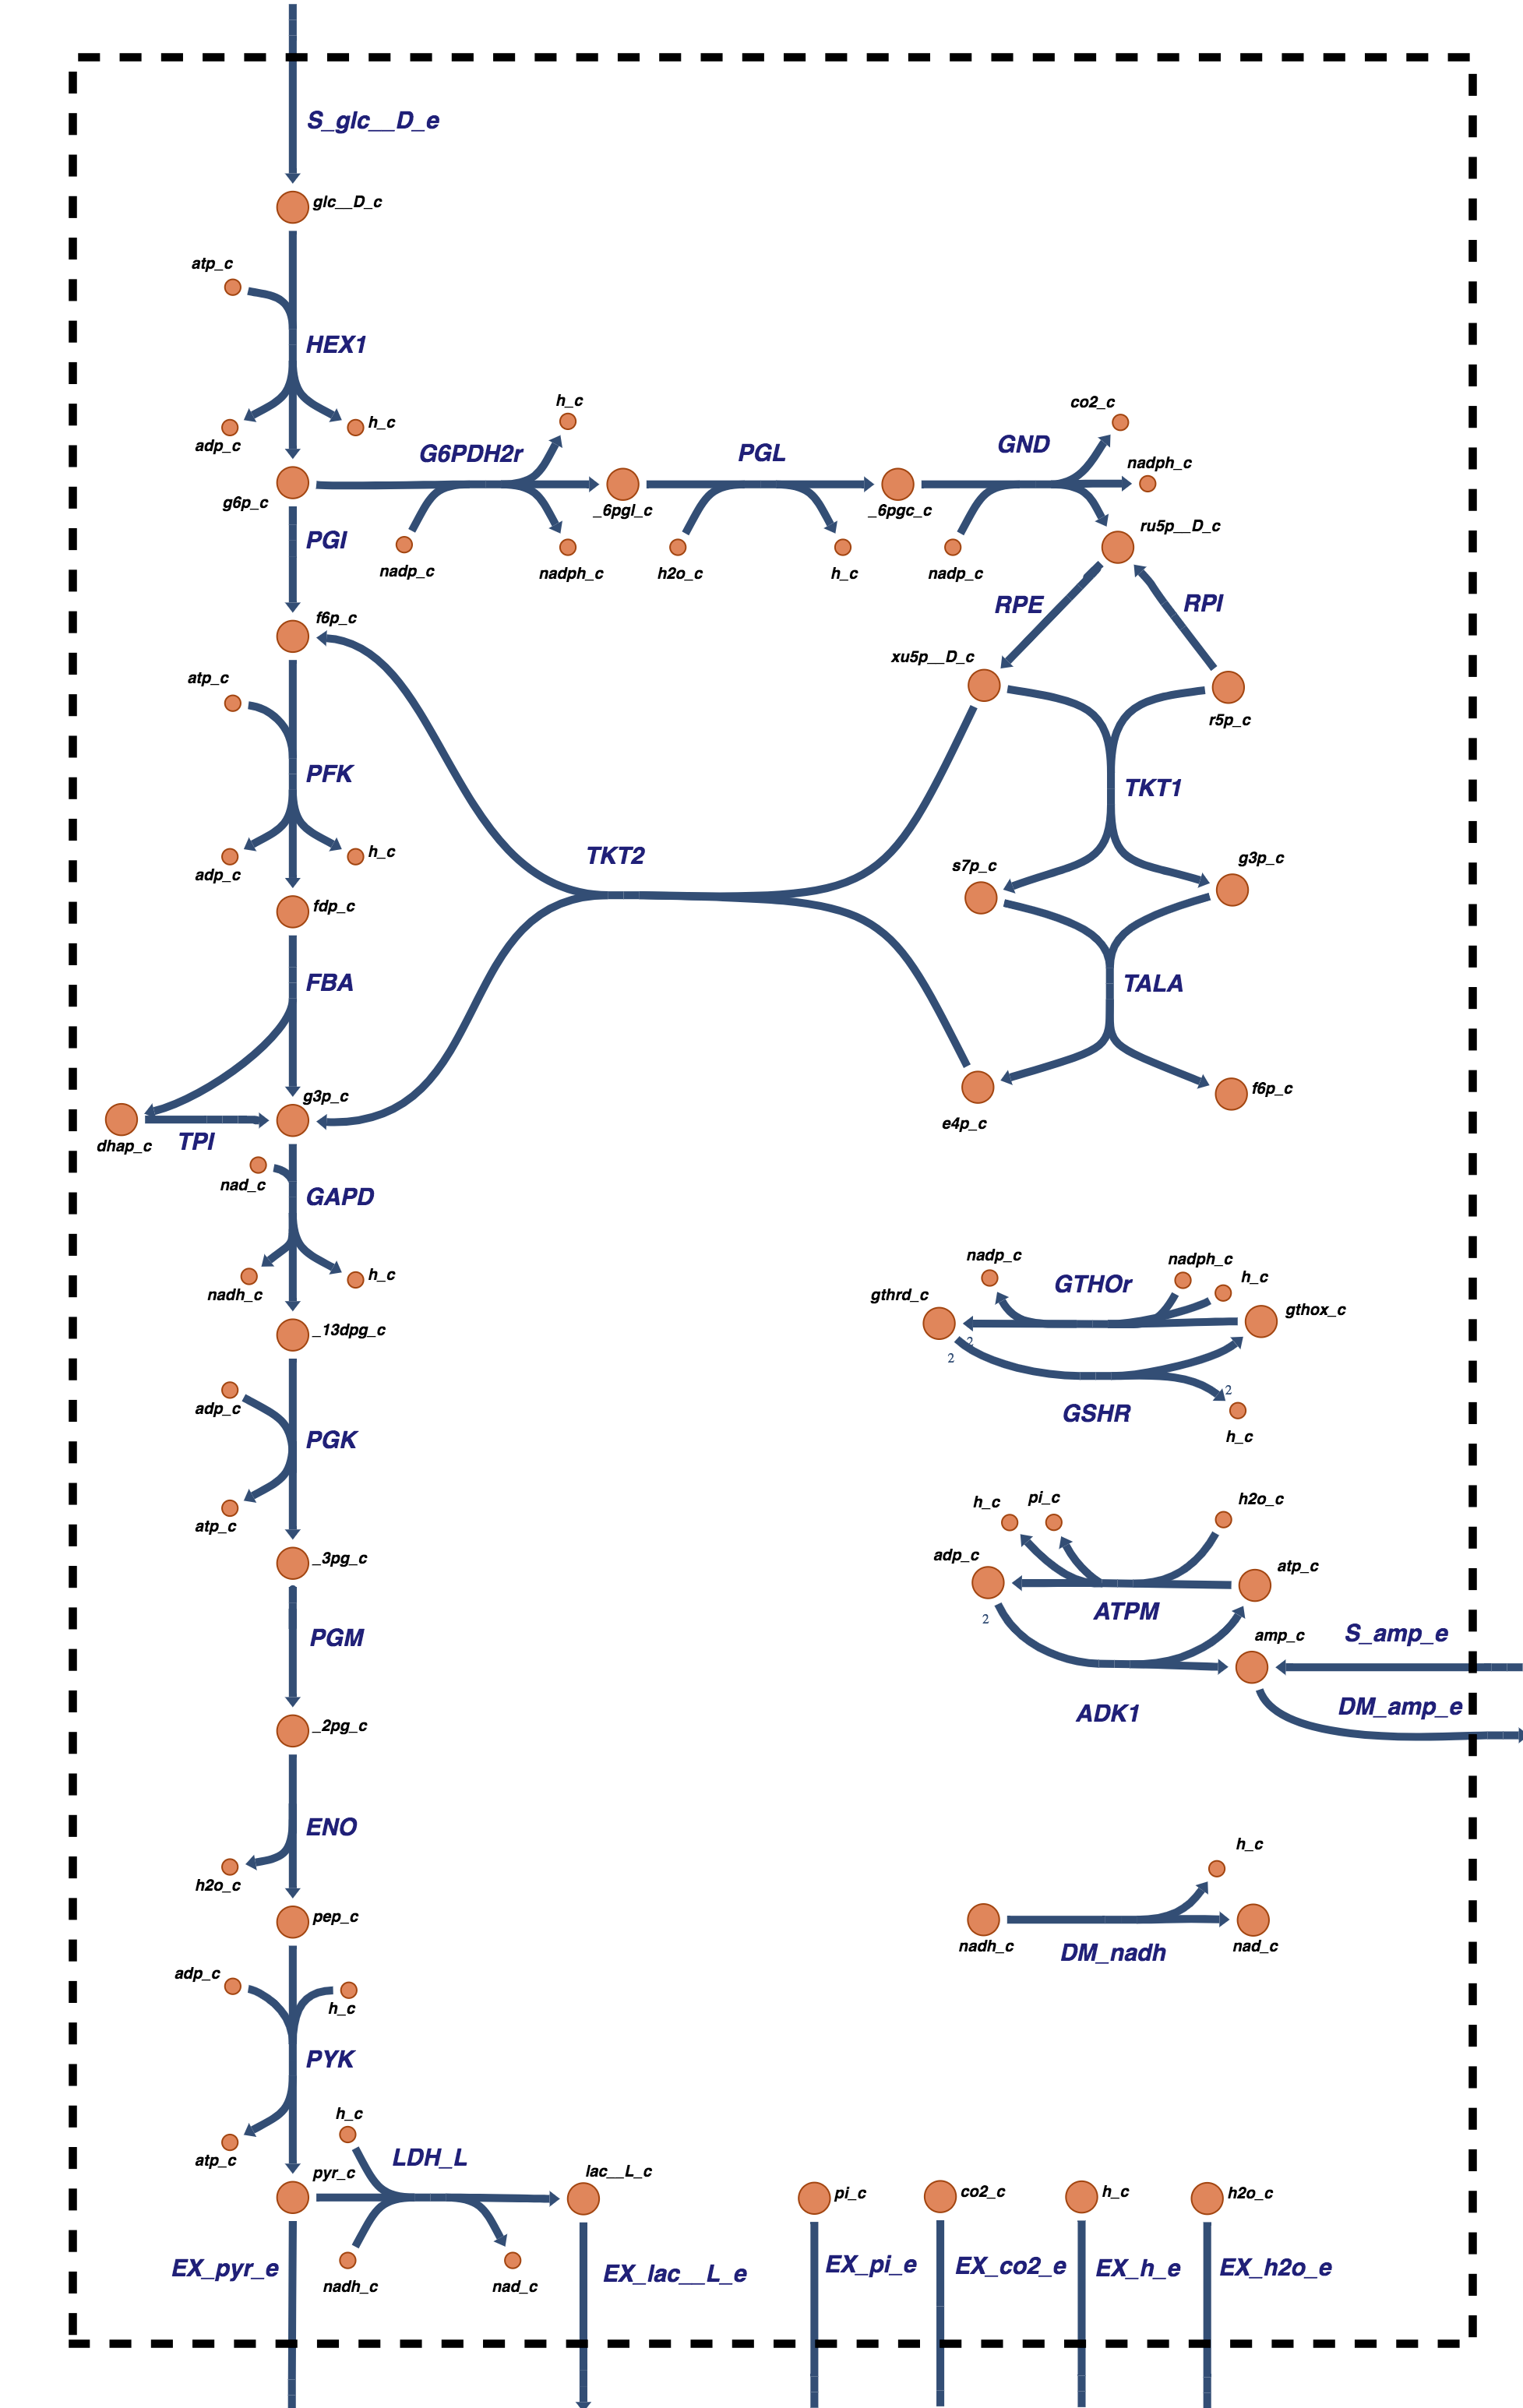 S_glc__D_e
glc__D_c
atp_c
HEX1
adp_c
h_c
g6p_c
G6PDH2r
h_c
nadp_c
nadph_c
_6pgl_c
PGL
h2o_c
h_c
_6pgc_c
GND
co2_c
nadph_c
nadp_c
ru5p__D_c
PGI
RPE
RPI
f6p_c
xu5p__D_c
r5p_c
atp_c
PFK
adp_c
h_c
TKT1
TKT2
s7p_c
g3p_c
fdp_c
FBA
TALA
g3p_c
dhap_c
TPI
e4p_c
f6p_c
nad_c
GAPD
nadh_c
h_c
_13dpg_c
nadp_c
GTHOr
nadph_c
h_c
gthrd_c
gthox_c
2
2
2
GSHR
h_c
adp_c
PGK
atp_c
_3pg_c
h_c
pi_c
h2o_c
adp_c
atp_c
ATPM
2
amp_c
S_amp_e
DM_amp_e
ADK1
PGM
_2pg_c
ENO
h2o_c
pep_c
h_c
nadh_c
DM_nadh
nad_c
adp_c
h_c
PYK
atp_c
h_c
LDH_L
pyr_c
lac__L_c
nadh_c
nad_c
pi_c
co2_c
h_c
h2o_c
EX_pyr_e
EX_lac__L_e
EX_pi_e
EX_co2_e
EX_h_e
EX_h2o_e